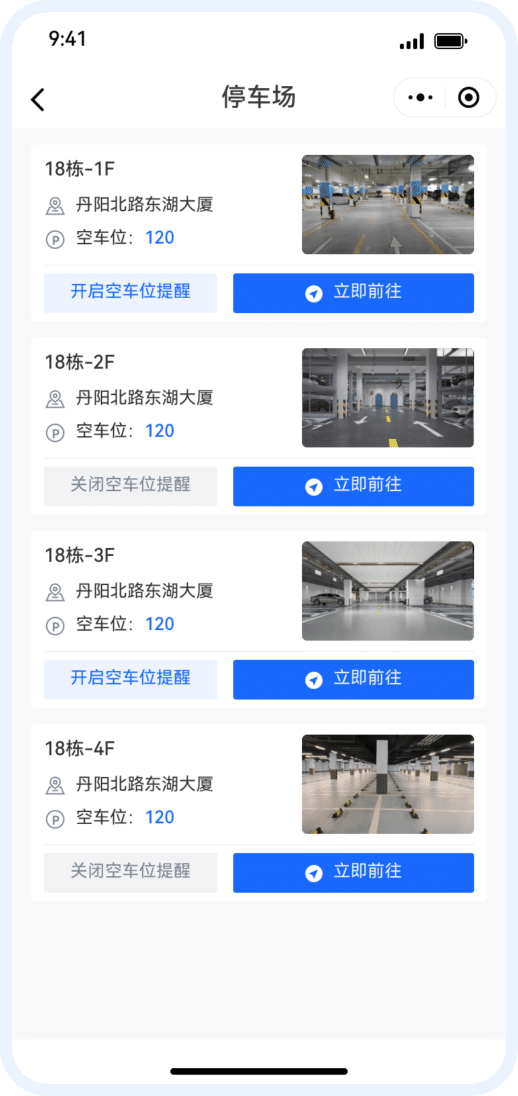 9:41
停车场
18栋-1F
丹阳北路东湖大厦
P 空车位：120
开启空车位提醒 立即前往
18栋-2F
丹阳北路东湖大厦
P 空车位：120
关闭空车位提醒 立即前往
18栋-3F
丹阳北路东湖大厦
P 空车位：120
开启空车位提醒 立即前往
18栋-4F
丹阳北路东湖大厦
P 空车位：120
关闭空车位提醒 立即前往